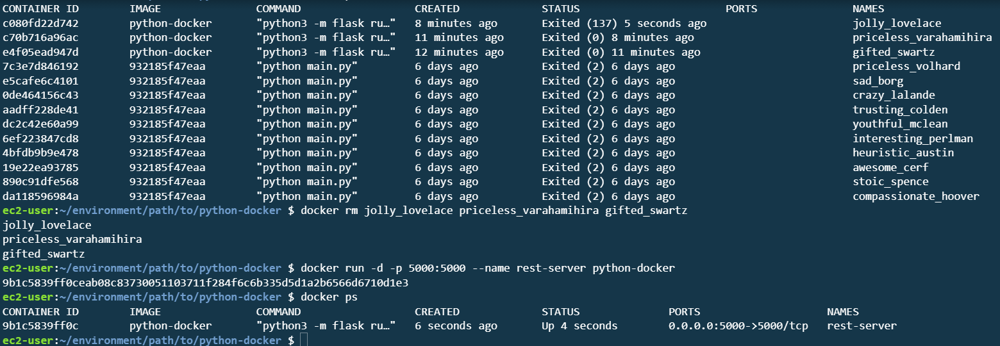 CONTAINER ID        IMAGE               COMMAND                  CREATED             STATUS                       PORTS               NAMES
c080fd22d742        python-docker       "python3 -m flask ru…"   8 minutes ago       Exited (137) 5 seconds ago                       jolly_lovelace
c70b716a96ac        python-docker       "python3 -m flask ru…"   11 minutes ago      Exited (0) 8 minutes ago                         priceless_varahamihira
e4f05ead947d        python-docker       "python3 -m flask ru…"   12 minutes ago      Exited (0) 11 minutes ago                        gifted_swartz
7c3e7d846192        932185f47eaa        "python main.py"         6 days ago          Exited (2) 6 days ago                            priceless_volhard
e5cafe6c4101        932185f47eaa        "python main.py"         6 days ago          Exited (2) 6 days ago                            sad_borg
0de464156c43        932185f47eaa        "python main.py"         6 days ago          Exited (2) 6 days ago                            crazy_lalande
aadff228de41        932185f47eaa        "python main.py"         6 days ago          Exited (2) 6 days ago                            trusting_colden
dc2c42e60a99        932185f47eaa        "python main.py"         6 days ago          Exited (2) 6 days ago                            youthful_mclean
6ef223847cd8        932185f47eaa        "python main.py"         6 days ago          Exited (2) 6 days ago                            interesting_perlman
4bfdb9b9e478        932185f47eaa        "python main.py"         6 days ago          Exited (2) 6 days ago                            heuristic_austin
19e22ea93785        932185f47eaa        "python main.py"         6 days ago          Exited (2) 6 days ago                            awesome_cerf
890c91dfe568        932185f47eaa        "python main.py"         6 days ago          Exited (2) 6 days ago                            stoic_spence
da118596984a        932185f47eaa        "python main.py"         6 days ago          Exited (2) 6 days ago                            compassionate_hoover
ec2-user:~/environment/path/to/python-docker $ docker rm jolly_lovelace priceless_varahamihira gifted_swartz
jolly_lovelace
priceless_varahamihira
gifted_swartz
ec2-user:~/environment/path/to/python-docker $ docker run -d -p 5000:5000 --name rest-server python-docker
9b1c5839ff0ceab08c83730051103711f284f6c6b335d5d1a2b6566d6710d1e3
ec2-user:~/environment/path/to/python-docker $ docker ps
CONTAINER ID        IMAGE               COMMAND                  CREATED             STATUS              PORTS                    NAMES
9b1c5839ff0c        python-docker       "python3 -m flask ru…"   6 seconds ago       Up 4 seconds        0.0.0.0:5000->5000/tcp   rest-server
ec2-user:~/environment/path/to/python-docker $